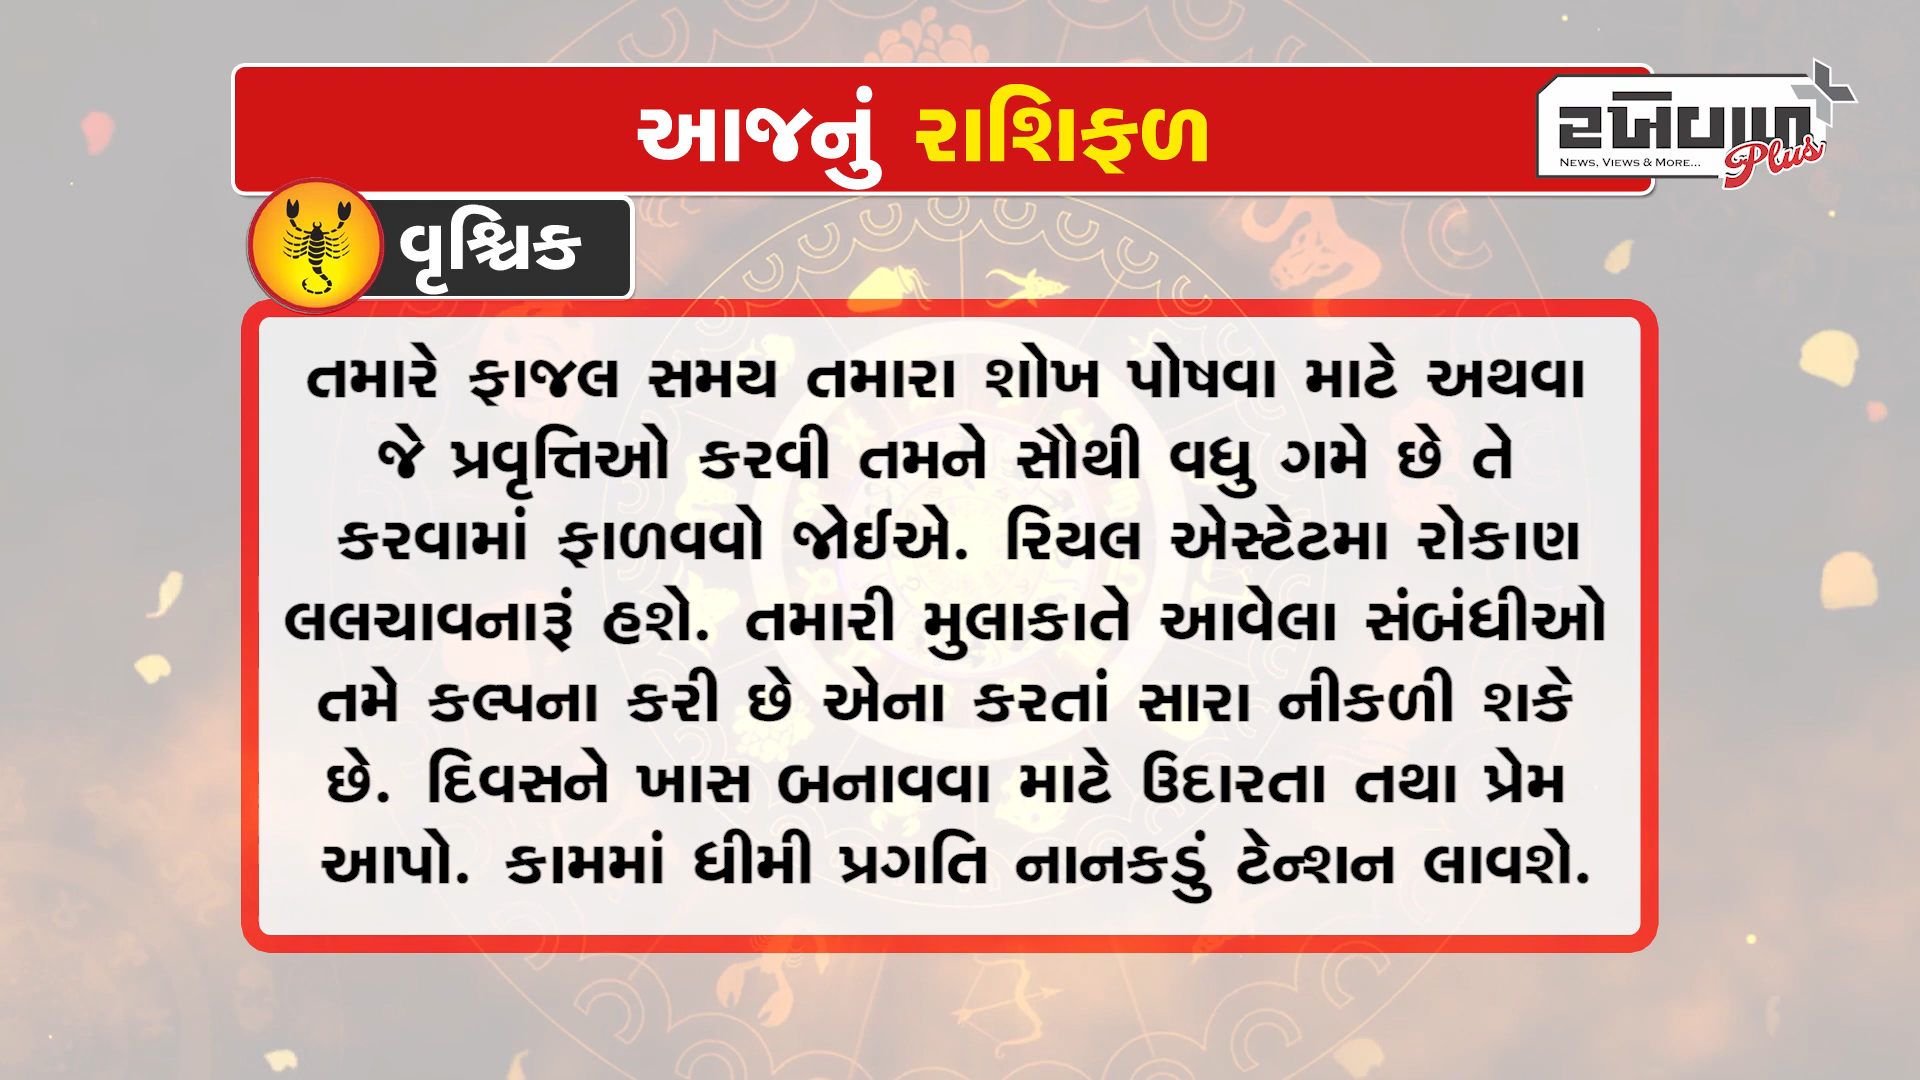 આજનું રાશિફળ
રખેવાળ
NEWS, VIEWS & MORE...
Plus
વૃશ્ચિક
તમારે ફાજલ સમય તમારા શોખ પોષવા માટે અથવા
જે પ્રવૃત્તિઓ કરવી તમને સૌથી વધુ ગમે છે તે
કરવામાં ફાળવવો જોઈએ. રિયલ એસ્ટેટમા રોકાણ
લલચાવનારૂં હશે. તમારી મુલાકાતે આવેલા સંબંધીઓ
તમે કલ્પના કરી છે એના કરતાં સારા નીકળી શકે
છે. દિવસને ખાસ બનાવવા માટે ઉદારતા તથા પ્રેમ
આપો. કામમાં ધીમી પ્રગતિ નાનકડું ટેન્શન લાવશે.